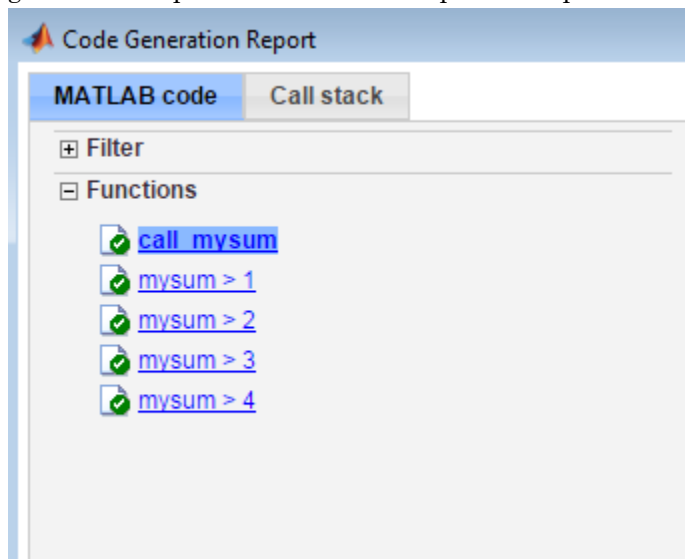 Code Generation Report
MATLAB code Call stack
Filter
Functions
call_mysum
mysum > 1
mysum > 2
mysum > 3
mysum > 4